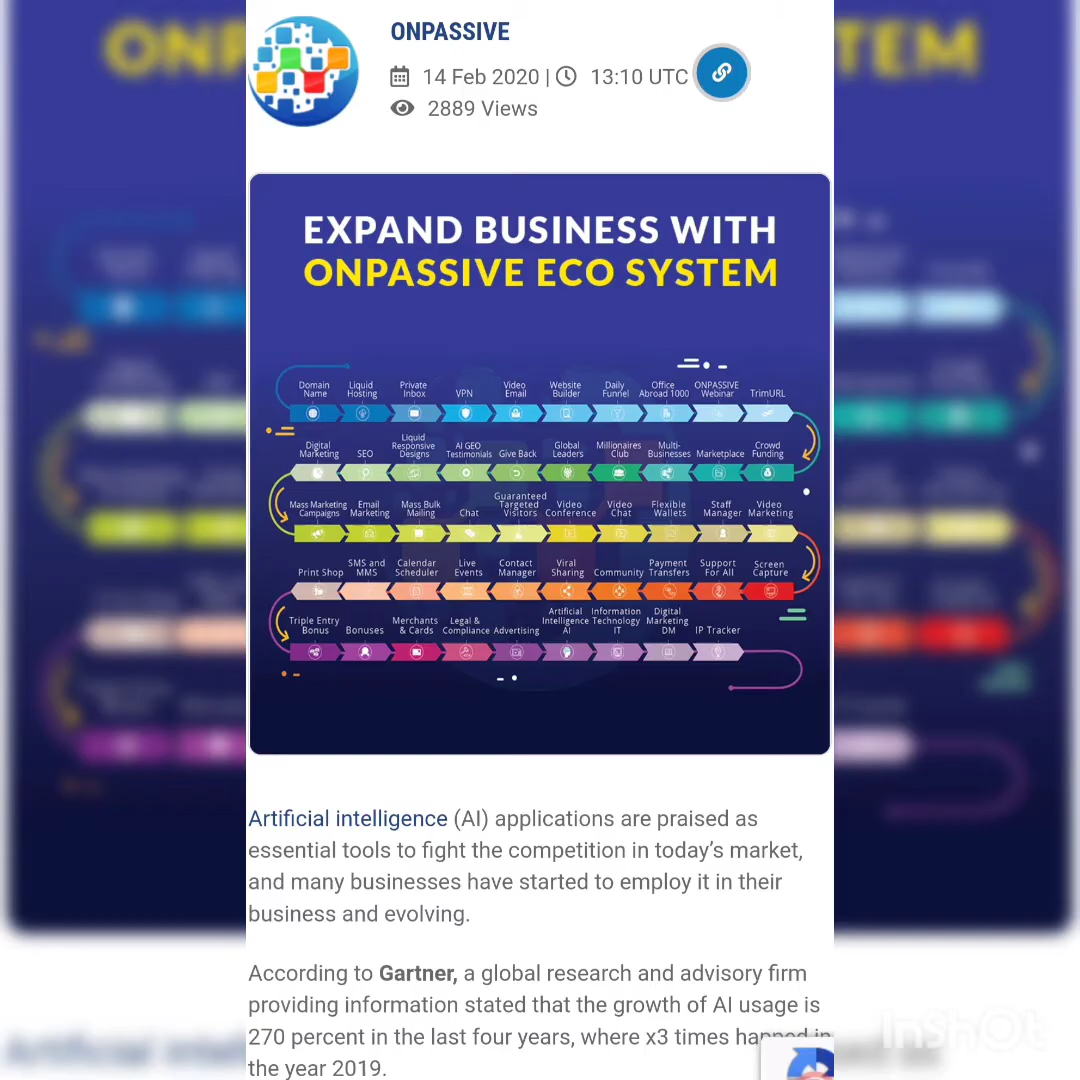 ONPASSIVE
14 Feb 2020 | 13:10 UTC
2889 Views
EXPAND BUSINESS WITH
ONPASSIVE ECO SYSTEM
Domain Name
Liquid Hosting
Private Inbox
VPN
Video Email
Website Builder
Daily Funnel
Office Abroad 1000
ONPASSIVE Webinar
TrimURL
Digital Marketing
SEO
Liquid Responsive Designs
AI GEO Testimonials
Give Back
Global Leaders
Millionaires Club
Multi-Businesses
Marketplace
Crowd Funding
Mass Marketing Campaigns
Email Marketing
Mass Bulk Mailing
Chat
Guaranteed Targeted Visitors
Video Conference
Video Chat
Flexible Wallets
Staff Manager
Video Marketing
Print Shop
SMS and MMS
Calendar Scheduler
Live Events
Contact Manager
Viral Sharing
Community
Payment Transfers
Support For All
Screen Capture
Triple Entry Bonus
Bonuses
Merchants & Cards
Legal & Compliance
Advertising
Artificial Intelligence AI
Information Technology IT
Digital Marketing DM
IP Tracker
Artificial intelligence (AI) applications are praised as
essential tools to fight the competition in today's market,
and many businesses have started to employ it in their
business and evolving.
According to Gartner, a global research and advisory firm
providing information stated that the growth of AI usage is
270 percent in the last four years, where x3 times happned in
the year 2019.
InShOt